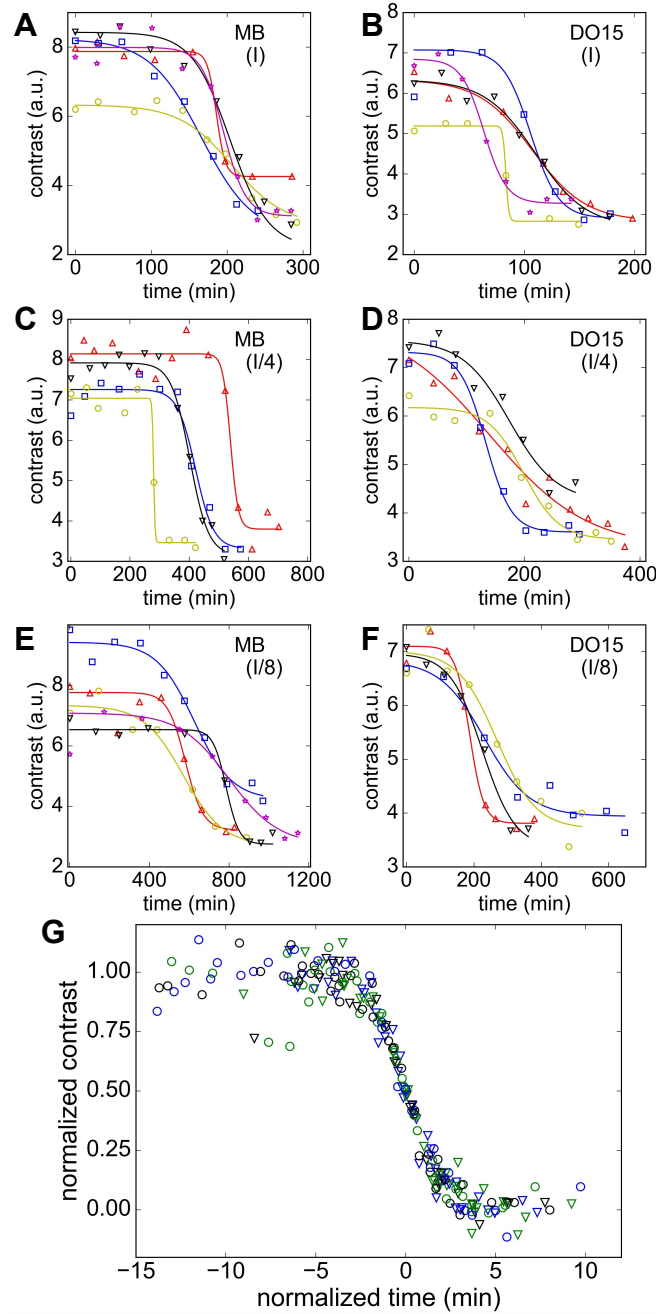 A
MB
(I)
8
6
4
2
contrast (a.u.)
0
100
200
300
time (min)
B
DO15
(I)
8
7
6
5
4
3
2
contrast (a.u.)
0
100
200
time (min)
C
MB
(I/4)
9
8
7
6
5
4
3
contrast (a.u.)
0
200
400
600
800
time (min)
D
DO15
(I/4)
8
7
6
5
4
3
contrast (a.u.)
0
200
400
time (min)
E
MB
(I/8)
8
6
4
2
contrast (a.u.)
0
400
800
1200
time (min)
F
DO15
(I/8)
7
6
5
4
3
contrast (a.u.)
0
200
400
600
time (min)
G
1.00
0.75
0.50
0.25
0.00
normalized contrast
−15
−10
−5
0
5
10
normalized time (min)